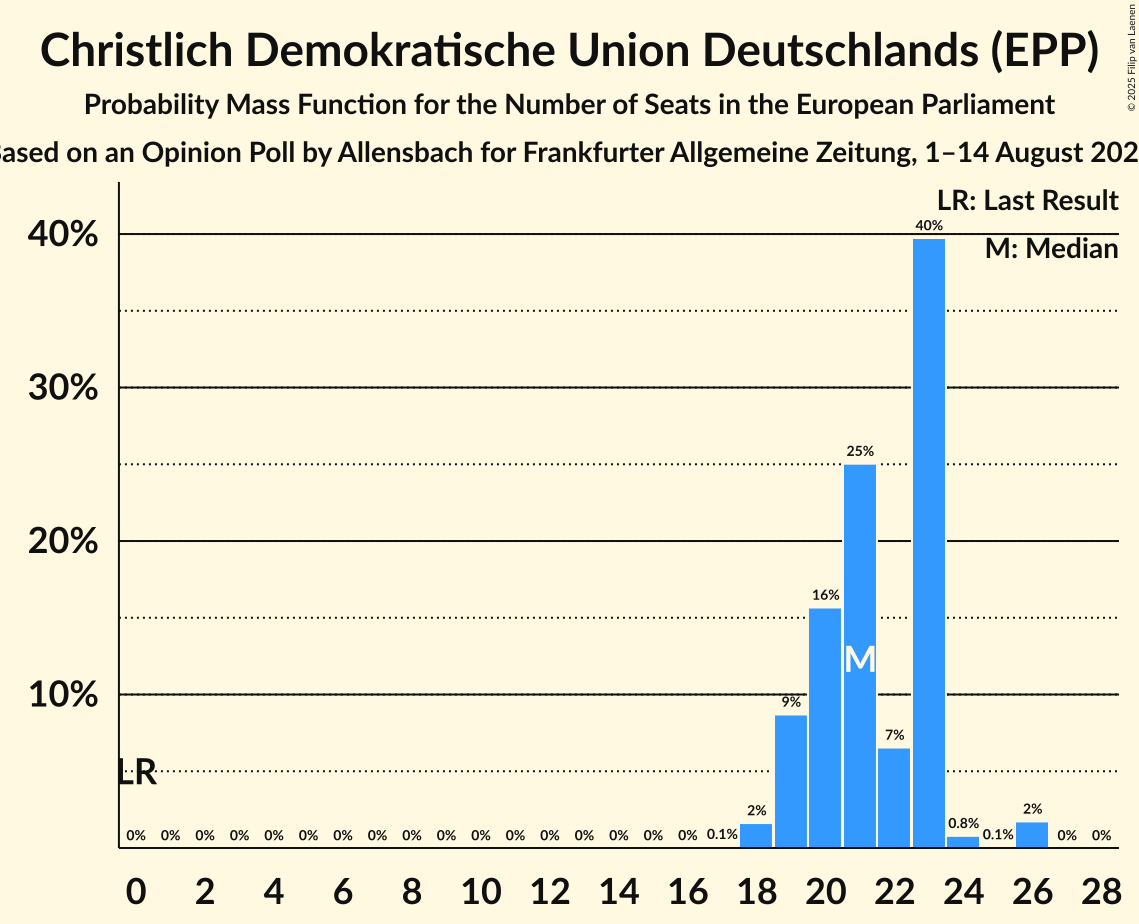 Christlich Demokratische Union Deutschlands (EPP)
Probability Mass Function for the Number of Seats in the European Parliament
on an Opinion Poll by Allensbach for Frankfurter Allgemeine Zeitung, 1–14 August
© 2025 Filip van Laenen
LR: Last Result
M: Median
40%
30%
20%
10%
40%
25%
16%
M
9%
7%
LR
2%
2%
0% 0% 0% 0% 0% 0% 0% 0% 0% 0% 0% 0% 0% 0% 0% 0% 0% 0.1% 0.8% 0.1% 0% 0%
0 2 4 6 8 10 12 14 16 18 20 22 24 26 28